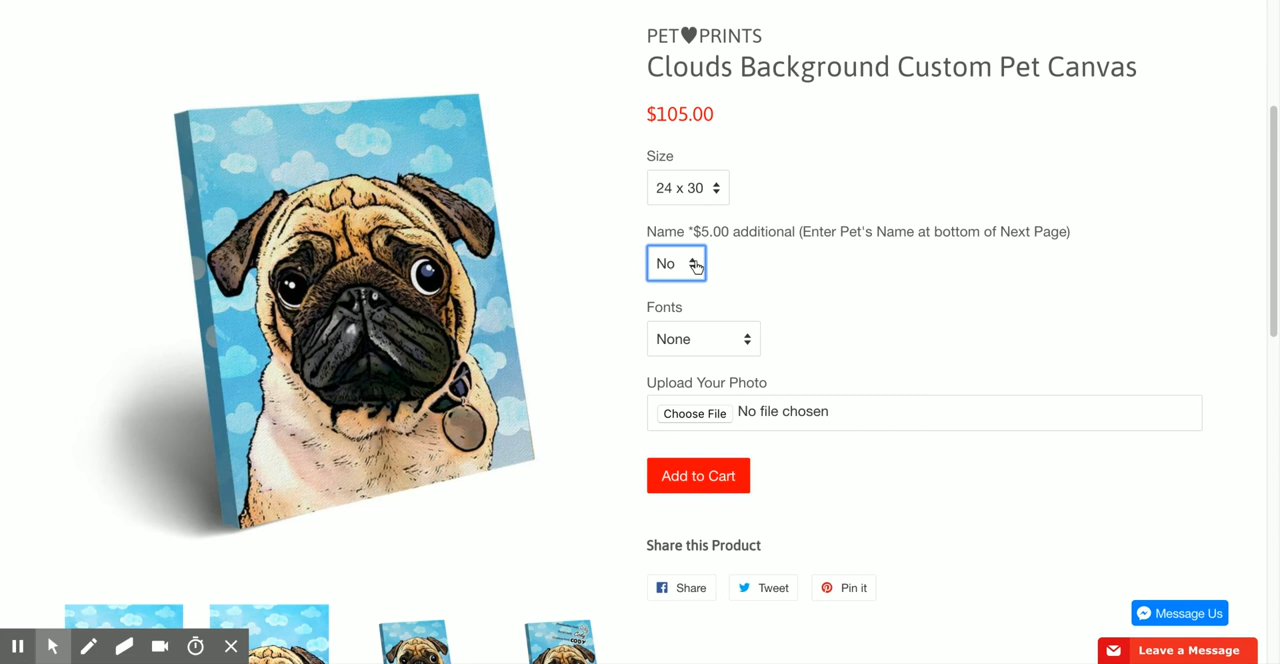 PET♥PRINTS
Clouds Background Custom Pet Canvas
$105.00
Size
24 x 30
Name *$5.00 additional (Enter Pet's Name at bottom of Next Page)
No
Fonts
None
Upload Your Photo
Choose File No file chosen
Add to Cart
Share this Product
Share Tweet Pin it
Message Us
Leave a Message